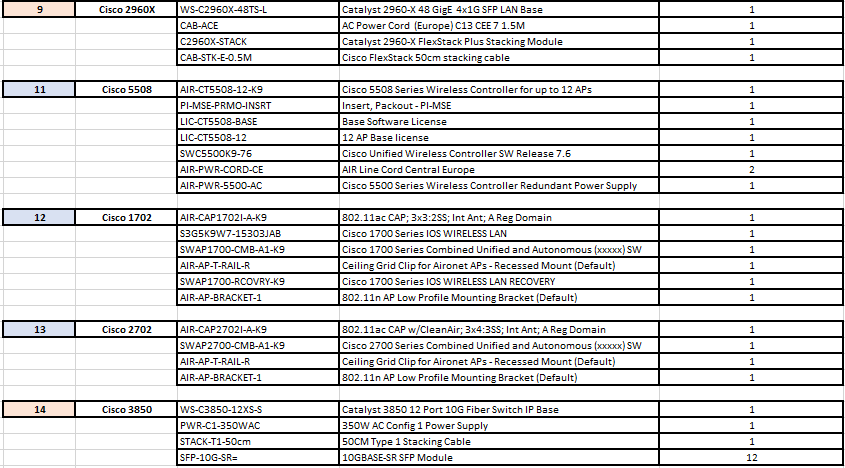 9 Cisco 2960X WS-C2960X-48TS-L Catalyst 2960-X 48 GigE 4x1G SFP LAN Base 1
CAB-ACE AC Power Cord (Europe) C13 CEE 7 1.5M 1
C2960X-STACK Catalyst 2960-X FlexStack Plus Stacking Module 1
CAB-STK-E-0.5M Cisco FlexStack 50cm stacking cable 1
11 Cisco 5508 AIR-CT5508-12-K9 Cisco 5508 Series Wireless Controller for up to 12 APs 1
PI-MSE-PRMO-INSRT Insert, Packout - PI-MSE 1
LIC-CT5508-BASE Base Software License 1
LIC-CT5508-12 12 AP Base license 1
SWC5500K9-76 Cisco Unified Wireless Controller SW Release 7.6 1
AIR-PWR-CORD-CE AIR Line Cord Central Europe 2
AIR-PWR-5500-AC Cisco 5500 Series Wireless Controller Redundant Power Supply 1
12 Cisco 1702 AIR-CAP1702I-A-K9 802.11ac CAP; 3x3:2SS; Int Ant; A Reg Domain 1
S3G5K9W7-15303JAB Cisco 1700 Series IOS WIRELESS LAN 1
SWAP1700-CMB-A1-K9 Cisco 1700 Series Combined Unified and Autonomous (xxxxx) SW 1
AIR-AP-T-RAIL-R Ceiling Grid Clip for Aironet APs - Recessed Mount (Default) 1
SWAP1700-RCOVRY-K9 Cisco 1700 Series IOS WIRELESS LAN RECOVERY 1
AIR-AP-BRACKET-1 802.11n AP Low Profile Mounting Bracket (Default) 1
13 Cisco 2702 AIR-CAP2702I-A-K9 802.11ac CAP w/CleanAir; 3x4:3SS; Int Ant; A Reg Domain 1
SWAP2700-CMB-A1-K9 Cisco 2700 Series Combined Unified and Autonomous (xxxxx) SW 1
AIR-AP-T-RAIL-R Ceiling Grid Clip for Aironet APs - Recessed Mount (Default) 1
AIR-AP-BRACKET-1 802.11n AP Low Profile Mounting Bracket (Default) 1
14 Cisco 3850 WS-C3850-12XS-S Catalyst 3850 12 Port 10G Fiber Switch IP Base 1
PWR-C1-350WAC 350W AC Config 1 Power Supply 1
STACK-T1-50cm 50CM Type 1 Stacking Cable 1
SFP-10G-SR= 10GBASE-SR SFP Module 12